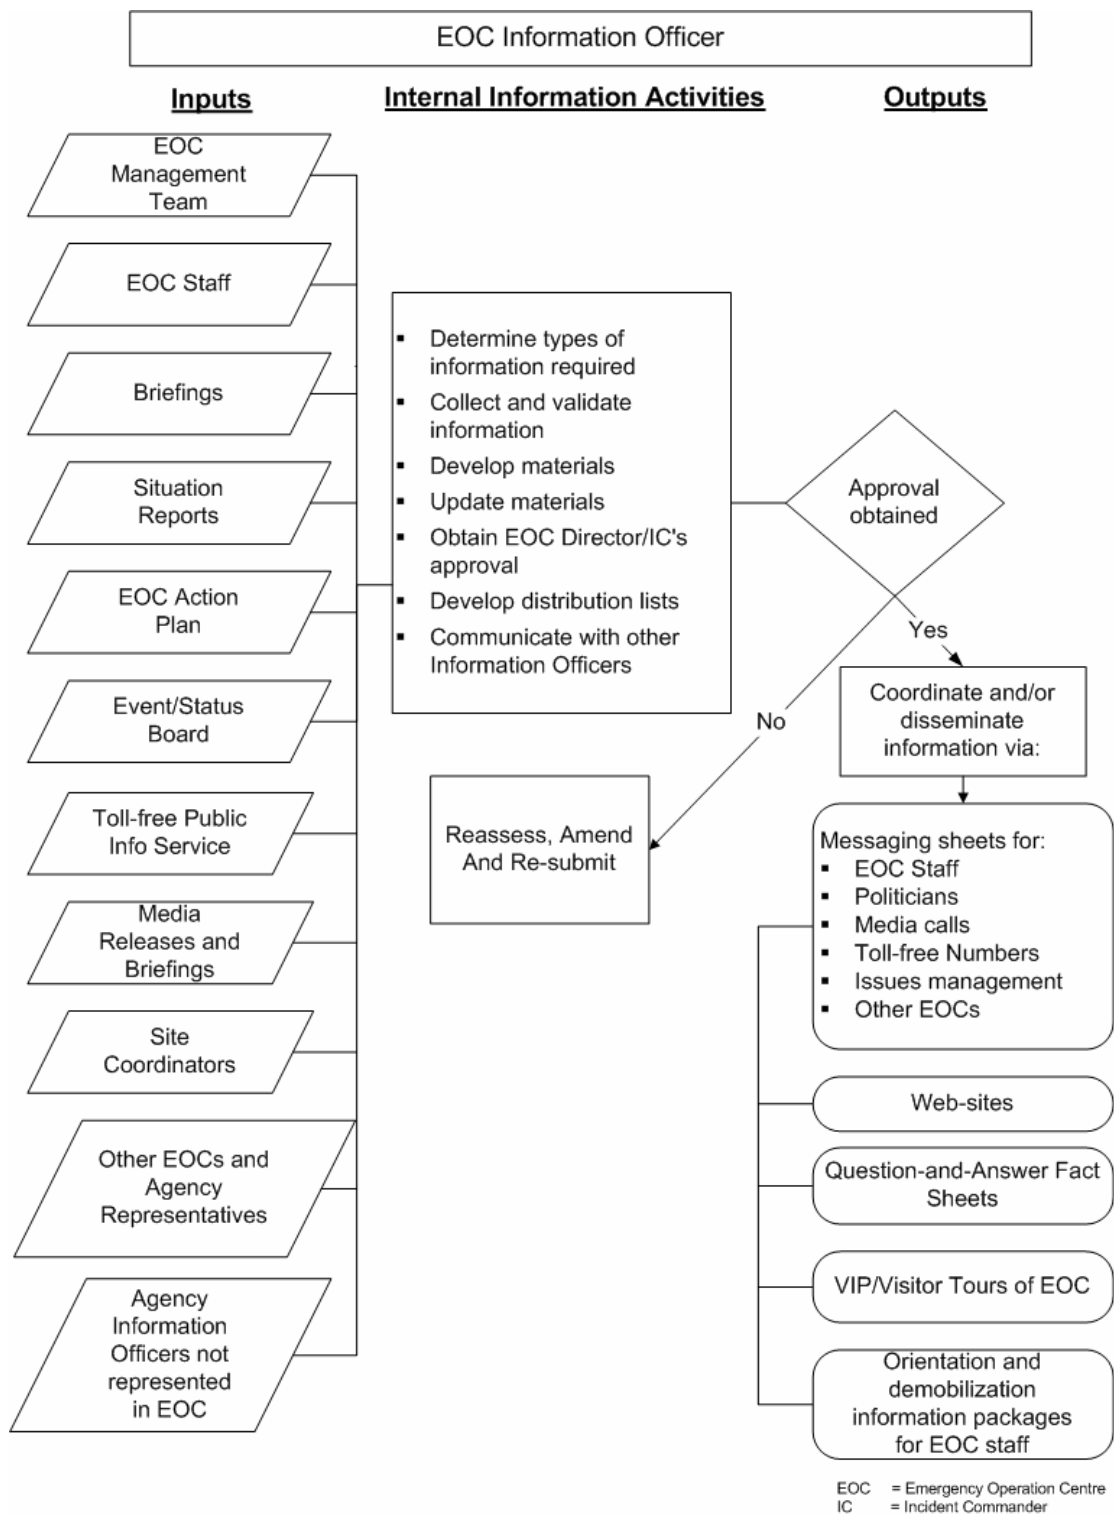 EOC Information Officer
Inputs
Internal Information Activities
Outputs
EOC
Management
Team
EOC Staff
Briefings
Situation
Reports
EOC Action
Plan
Event/Status
Board
Toll-free Public
Info Service
Media
Releases and
Briefings
Site
Coordinators
Other EOCs and
Agency
Representatives
Agency
Information
Officers not
represented
in EOC
▪ Determine types of
information required
▪ Collect and validate
information
▪ Develop materials
▪ Update materials
▪ Obtain EOC Director/IC's
approval
▪ Develop distribution lists
▪ Communicate with other
Information Officers
Approval
obtained
Yes
No
Reassess, Amend
And Re-submit
Coordinate and/or
disseminate
information via:
Messaging sheets for:
▪ EOC Staff
▪ Politicians
▪ Media calls
▪ Toll-free Numbers
▪ Issues management
▪ Other EOCs
Web-sites
Question-and-Answer Fact
Sheets
VIP/Visitor Tours of EOC
Orientation and
demobilization
information packages
for EOC staff
EOC = Emergency Operation Centre
IC = Incident Commander